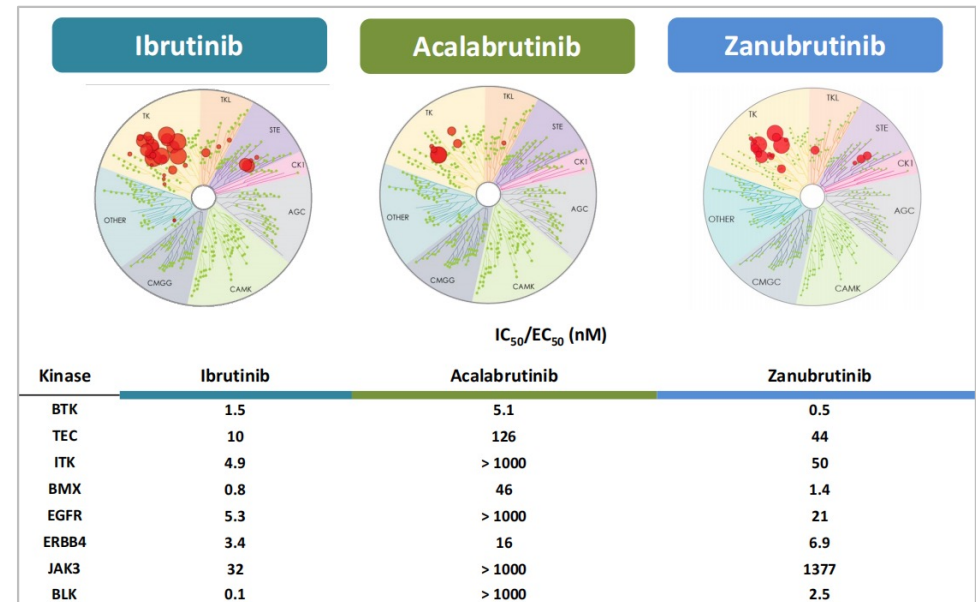 Ibrutinib Acalabrutinib Zanubrutinib
TK TKL STE CK1 AGC CAMK CMGG OTHER
TK TKL STE CK1 AGC CAMK CMGG OTHER
TK TKL STE CK1 AGC CAMK CMGC OTHER
IC50/EC50 (nM)
Kinase Ibrutinib Acalabrutinib Zanubrutinib
BTK 1.5 5.1 0.5
TEC 10 126 44
ITK 4.9 > 1000 50
BMX 0.8 46 1.4
EGFR 5.3 > 1000 21
ERBB4 3.4 16 6.9
JAK3 32 > 1000 1377
BLK 0.1 > 1000 2.5